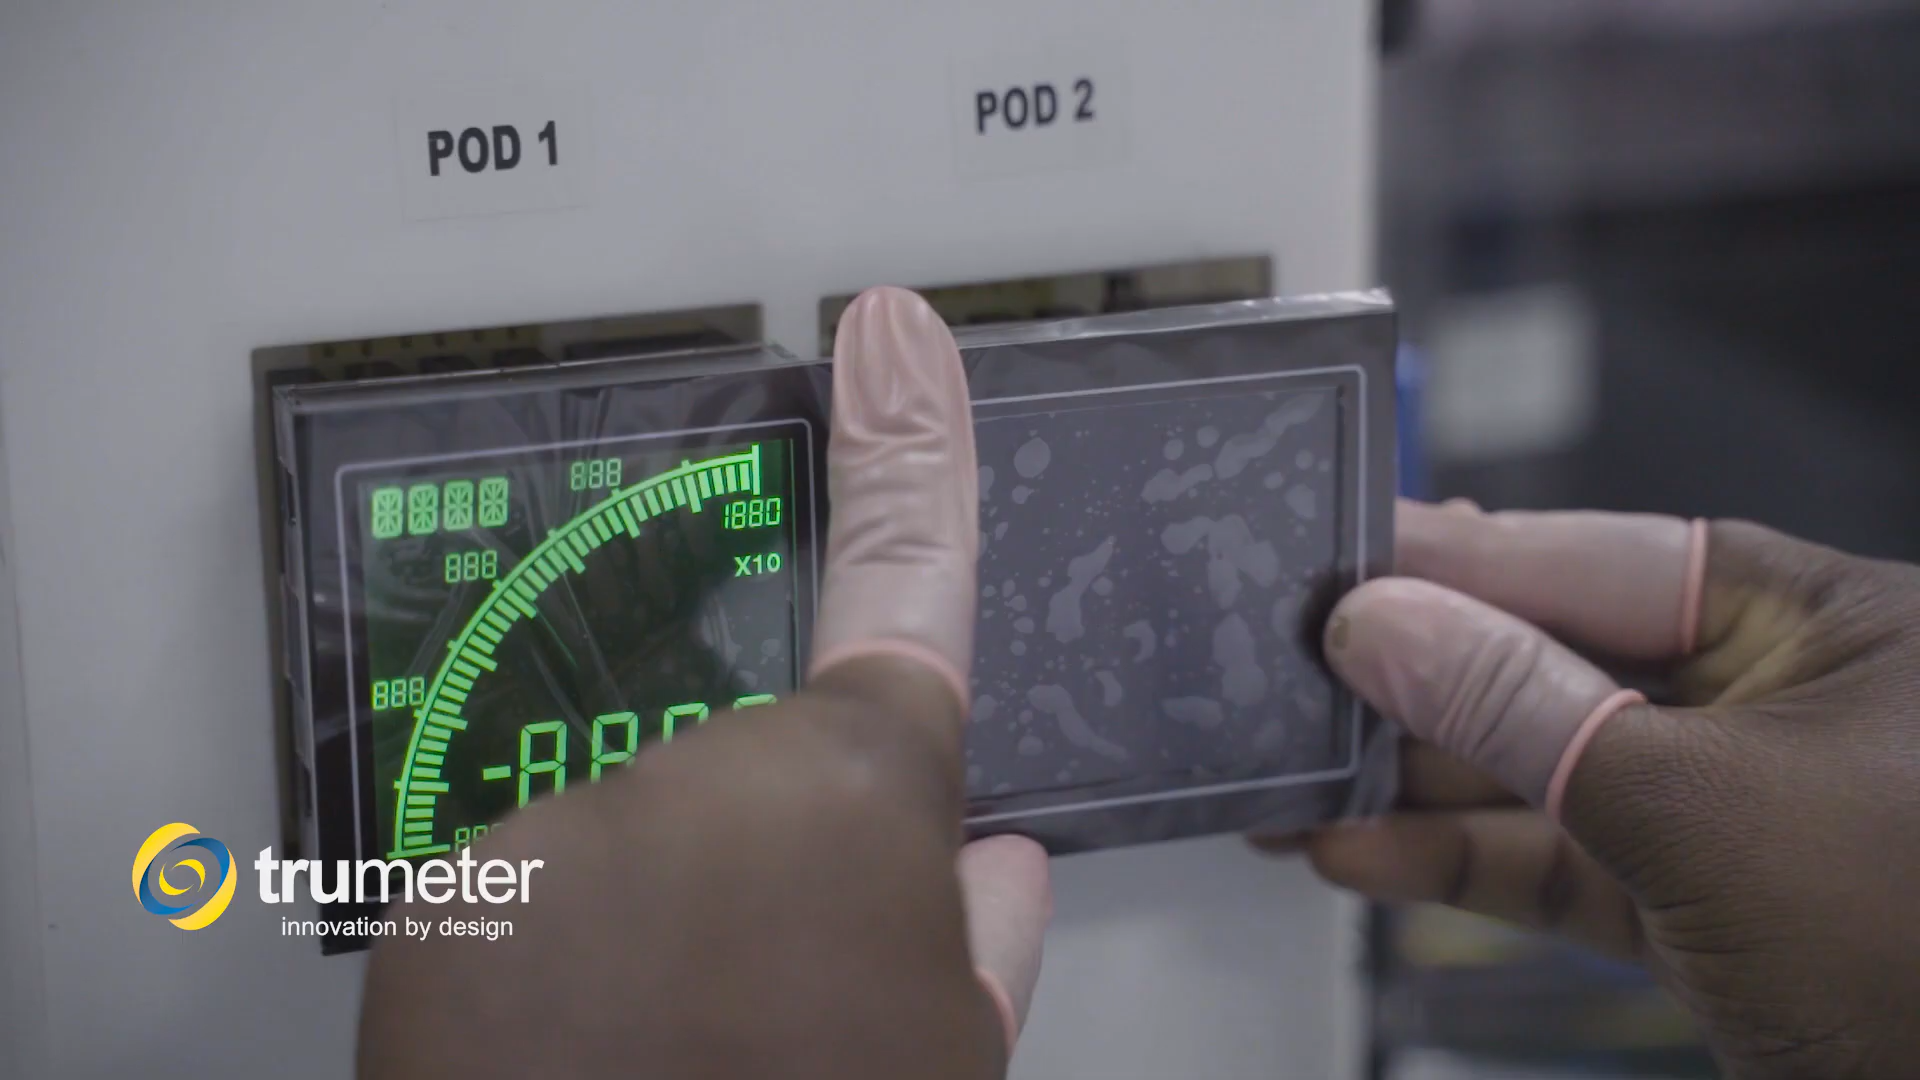 POD 1
POD 2
888
1880
888
X10
888
trumeter
innovation by design